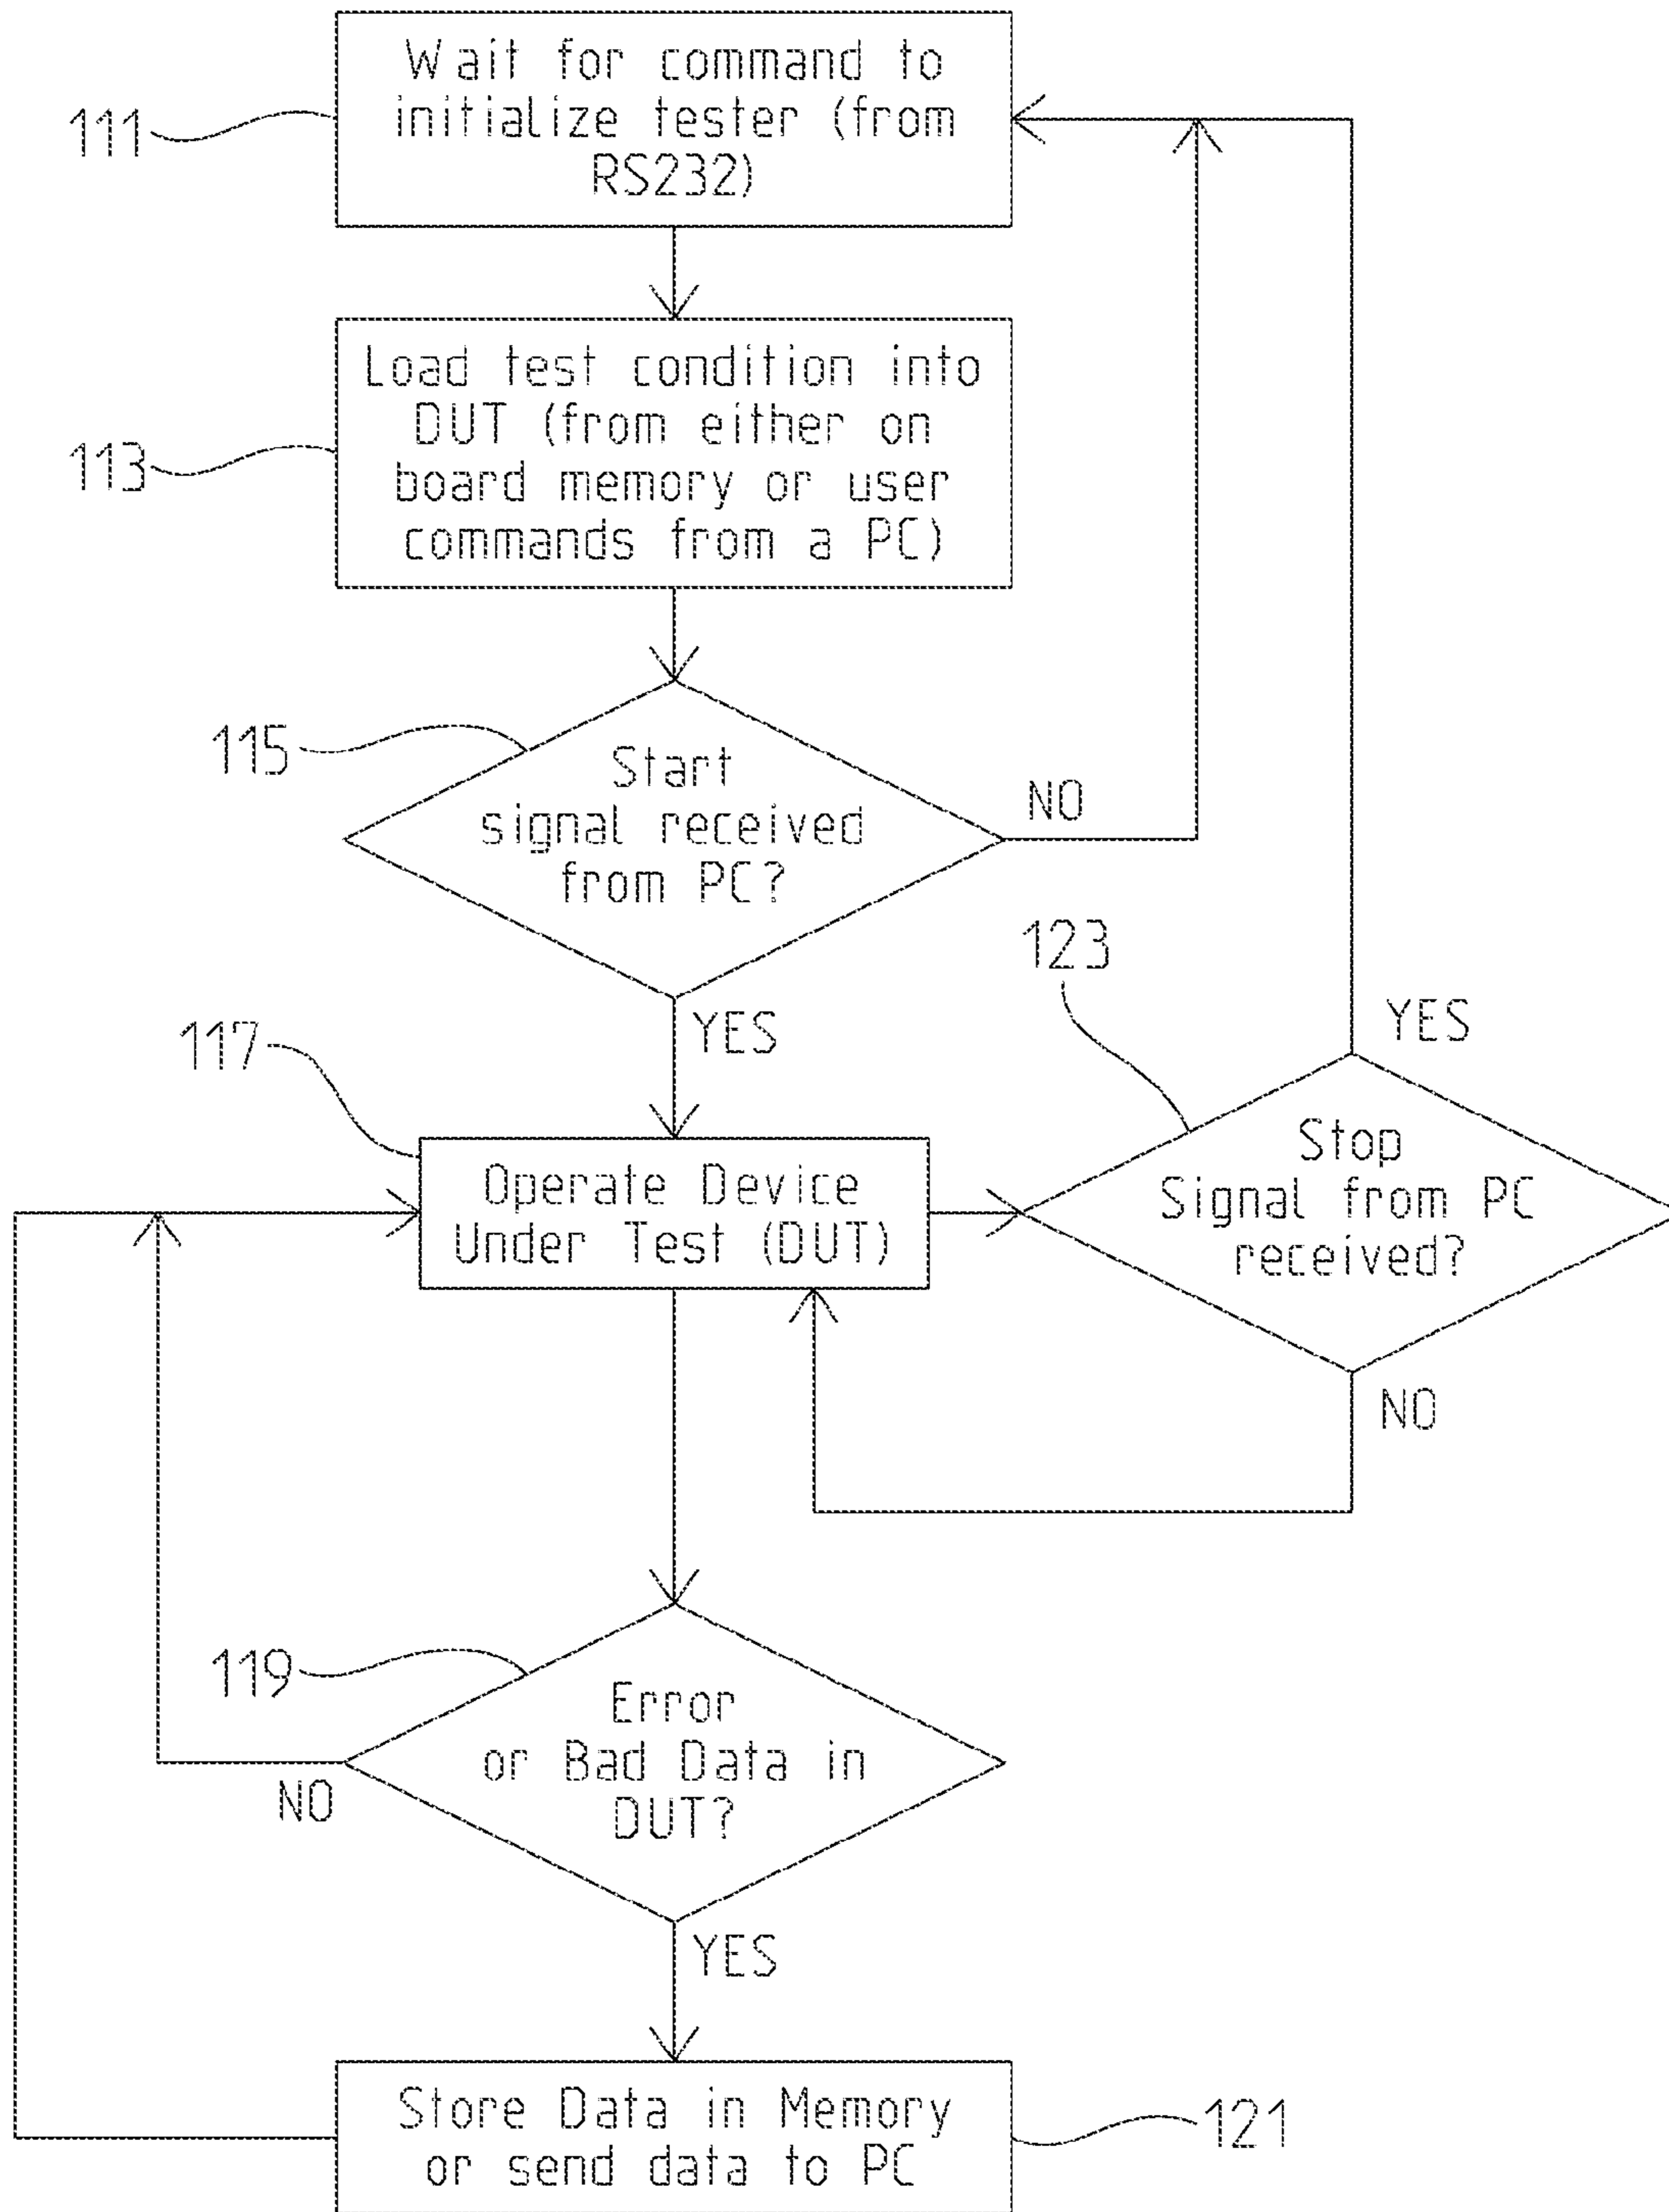 Wait for command to
initialize tester (from
RS232)
111
Load test condition into
DUT (from either on
board memory or user
commands from a PC)
113
115
Start
signal received
from PC?
NO
YES
123
YES
117
Operate Device
Under Test (DUT)
Stop
Signal from PC
received?
NO
119
Error
or Bad Data in
DUT?
NO
YES
Store Data in Memory
or send data to PC
121